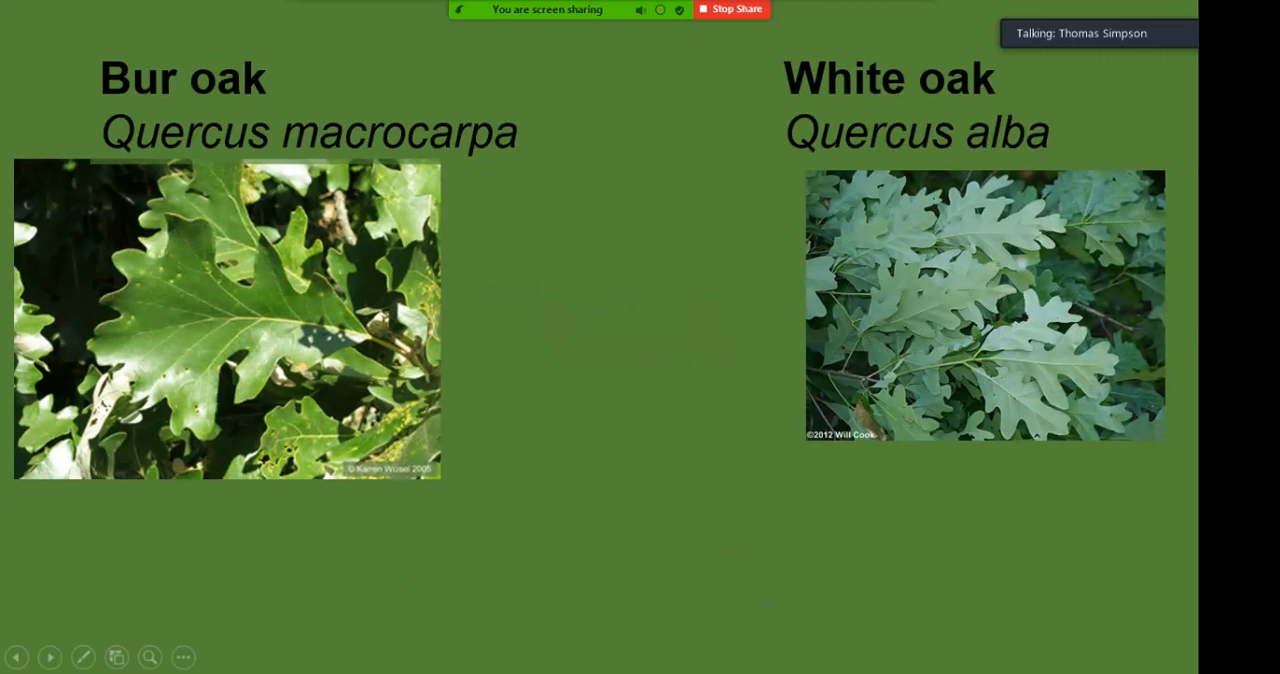 You are screen sharing
Stop Share
Talking: Thomas Simpson
Bur oak
Quercus macrocarpa
White oak
Quercus alba
© Karren Wcisel 2005
©2012 Will Cook